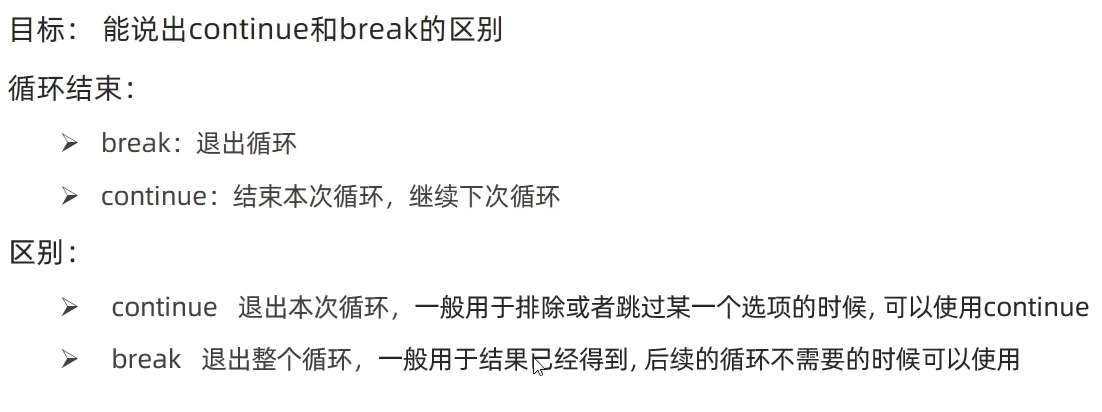 目标： 能说出continue和break的区别
循环结束：
➢ break：退出循环
➢ continue：结束本次循环，继续下次循环
区别：
➢ continue 退出本次循环，一般用于排除或者跳过某一个选项的时候, 可以使用continue
➢ break 退出整个循环，一般用于结果已经得到, 后续的循环不需要的时候可以使用